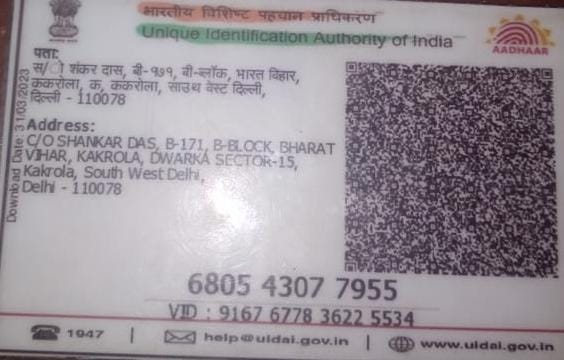 भारतीय विशिष्ट पहचान प्राधिकरण
Unique Identification Authority of India
AADHAAR
पता:
शंकर दास, बी-१७१, बी-ब्लॉक, भारत विहार,
ककरोला, क, ककरोला, साउथ वेस्ट दिल्ली,
दिल्ली - 110078
Address:
C/O SHANKAR DAS, B-171, B-BLOCK, BHARAT
VIHAR, KAKROLA, DWARKA SECTOR-15,
Kakrola, South West Delhi,
Delhi - 110078
Download Date: 31/03/2023
6805 4307 7955
VID : 9167 6778 3622 5534
1947 | help@uidai.gov.in | www.uidai.gov.in